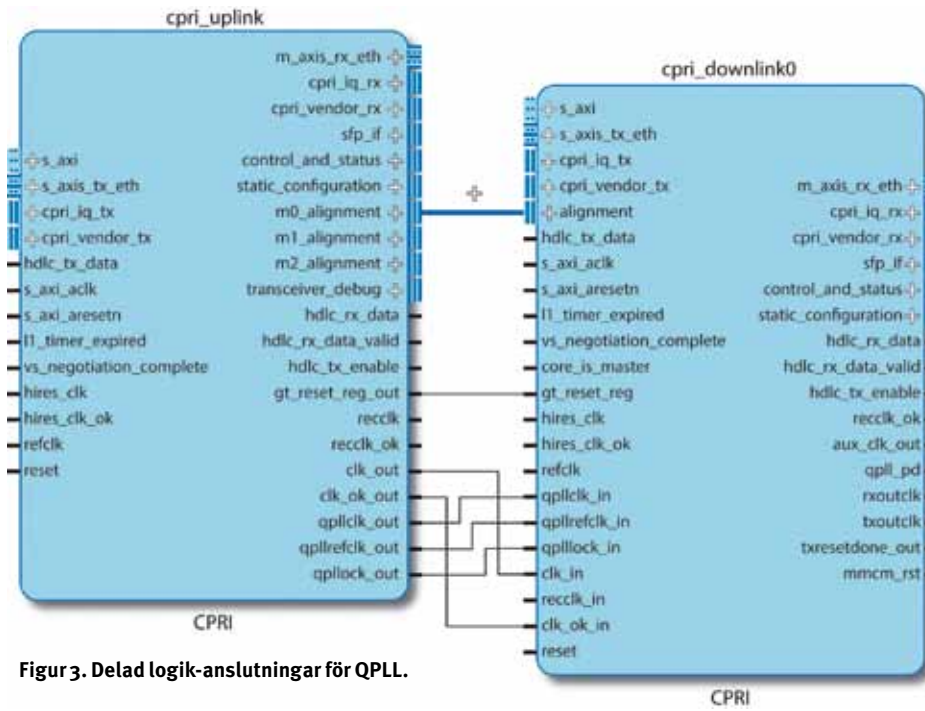 cpri_uplink
m_axis_rx_eth
cpri_iq_rx
cpri_vendor_rx
sfp_if
s_axi
control_and_status
s_axis_tx_eth
static_configuration
cpri_iq_tx
m0_alignment
cpri_vendor_tx
m1_alignment
hdlc_tx_data
m2_alignment
s_axi_aclk
transceiver_debug
s_axi_aresetn
hdlc_rx_data
l1_timer_expired
hdlc_rx_data_valid
vs_negotiation_complete
hdlc_tx_enable
hires_clk
gt_reset_reg_out
hires_clk_ok
recclk
refclk
recclk_ok
reset
clk_out
clk_ok_out
qpllclk_out
qpllrefclk_out
qpllock_out
CPRI
cpri_downlink0
s_axi
s_axis_tx_eth
cpri_iq_tx
cpri_vendor_tx
m_axis_rx_eth
alignment
cpri_iq_rx
hdlc_tx_data
cpri_vendor_rx
s_axi_aclk
sfp_if
s_axi_aresetn
control_and_status
l1_timer_expired
static_configuration
vs_negotiation_complete
hdlc_rx_data
core_is_master
hdlc_rx_data_valid
gt_reset_reg
hdlc_tx_enable
hires_clk
recclk_ok
hires_clk_ok
aux_clk_out
refclk
qpll_pd
qpllclk_in
rxoutclk
qpllrefclk_in
txoutclk
qplllock_in
txresetdone_out
clk_in
mmcm_rst
recclk_in
clk_ok_in
reset
CPRI
Figur 3. Delad logik-anslutningar för QPLL.